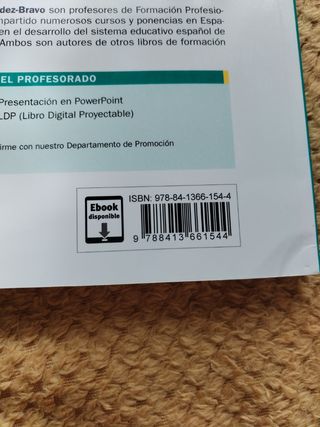 dez-Bravo son profesores de Formación Profesio
mpartido numerosos cursos y ponencias en Espa-
en el desarrollo del sistema educativo español de
Ambos son autores de otros libros de formación
EL PROFESORADO
Presentación en PowerPoint
LDP (Libro Digital Proyectable)
irme con nuestro Departamento de Promoción
Ebook
disponible
ISBN: 978-84-1366-154-4
9 788413 661544